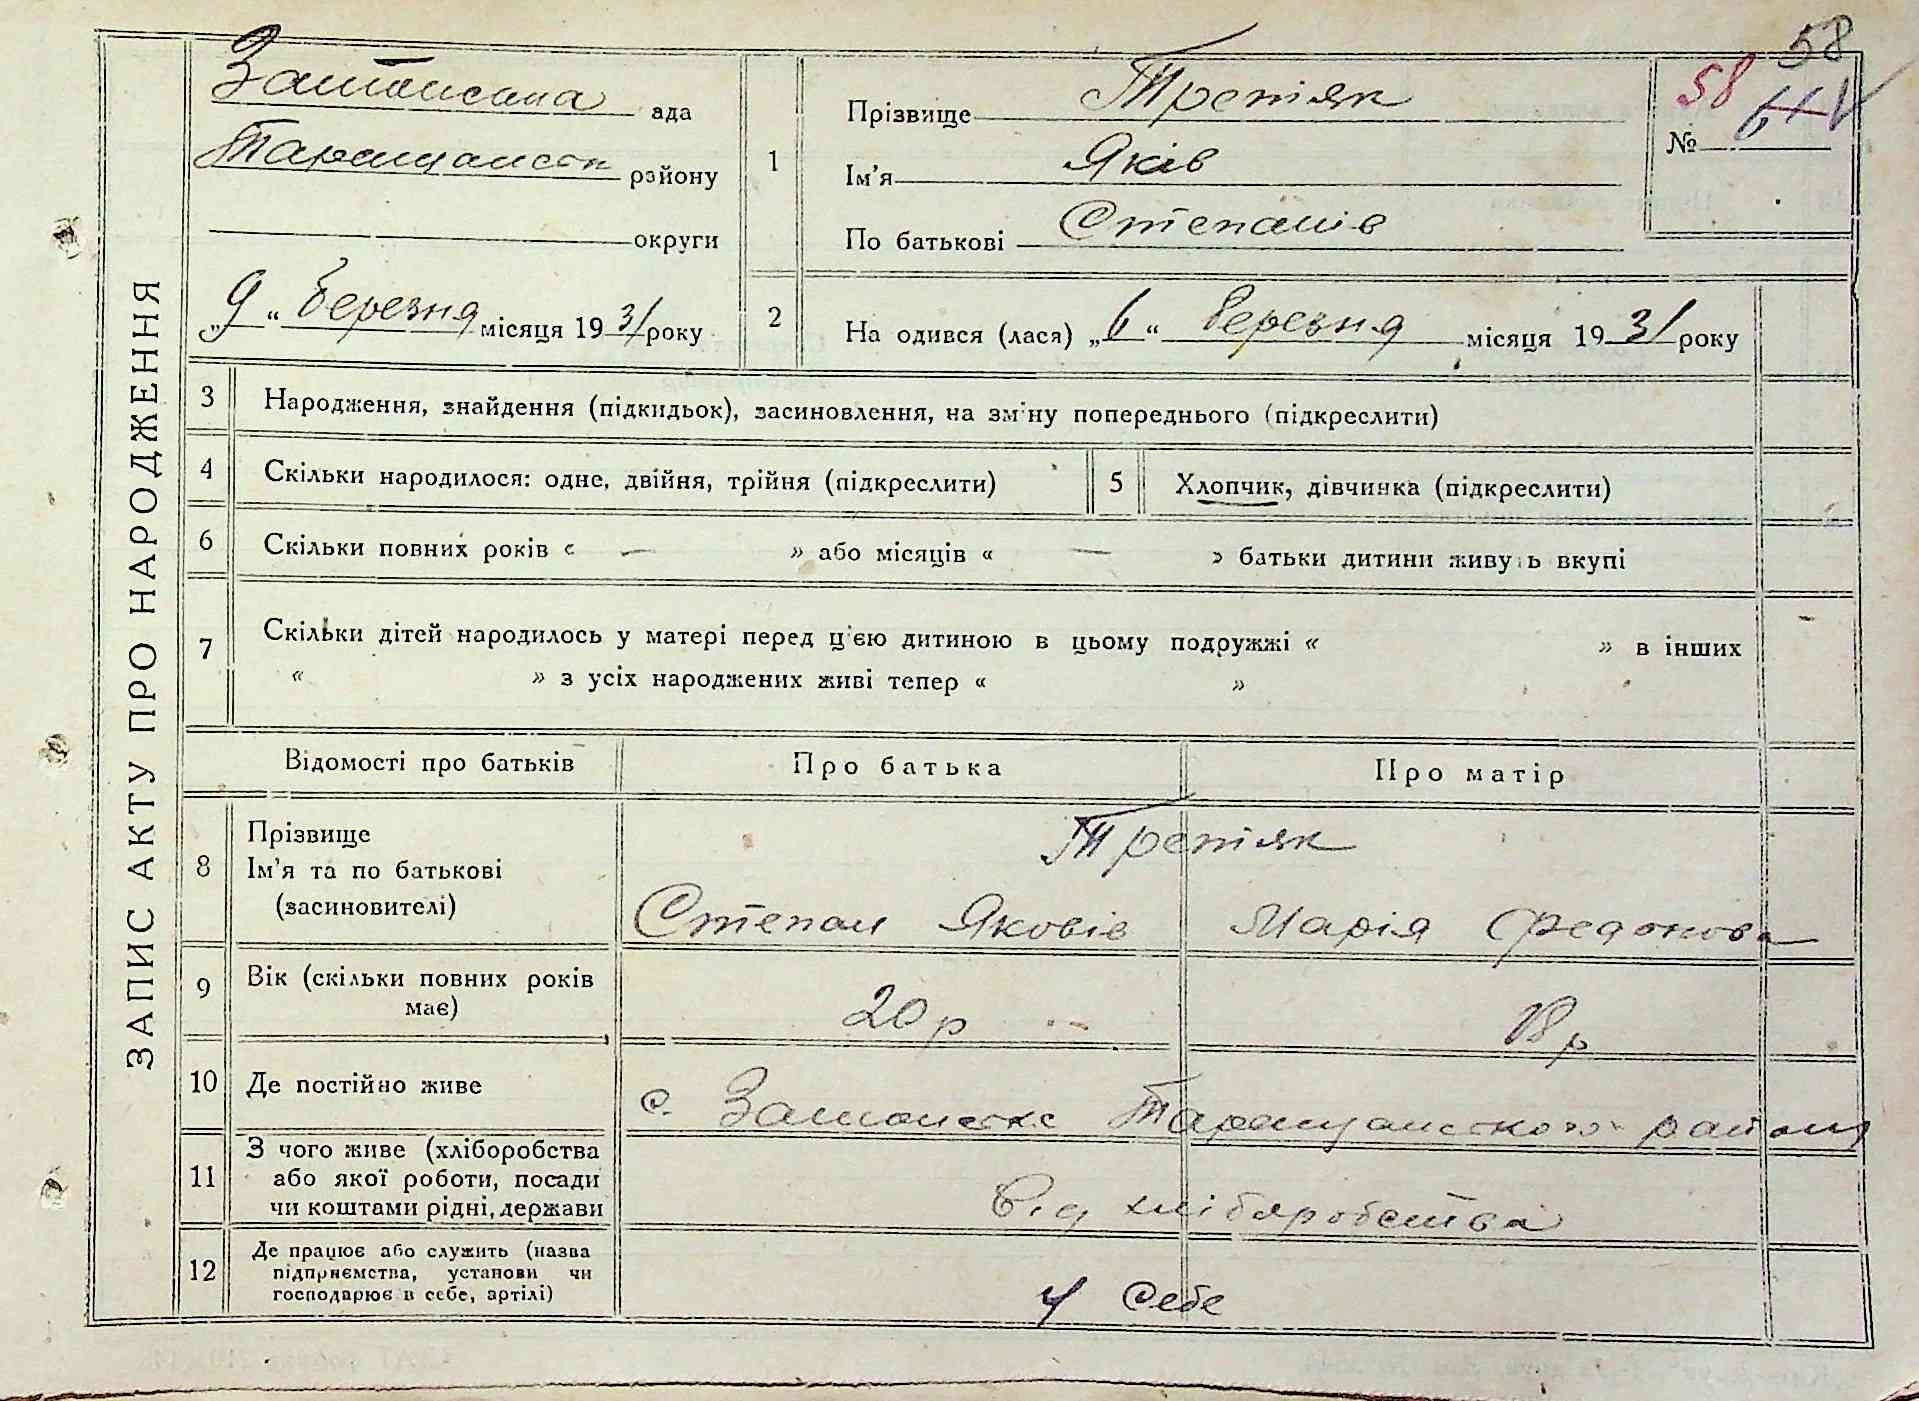 58
58
№
ЗАПИС АКТУ ПРО НАРОДЖЕННЯ
ада
Таращанськ району
округи
„9“ березня місяця 1931 року
1
Прізвище Третяк
Ім'я Яків
По батькові Степанів
2
На одився (лася) „6“ березня місяця 1931 року
3 Народження, знайдення (підкидьок), засиновлення, на зміну попереднього (підкреслити)
4 Скільки народилося: одне, двійня, трійня (підкреслити)
5 Хлопчик, дівчинка (підкреслити)
6 Скільки повних років « — » або місяців « — » батьки дитини живуть вкупі
7 Скільки дітей народилось у матері перед ц'єю дитиною в цьому подружжі « » в інших
« » з усіх народжених живі тепер « »
Відомості про батьків
Про батька
Про матір
8 Прізвище
Ім'я та по батькові
(засиновителі)
Третяк
Степан Яковів
Марія
9 Вік (скільки повних років
має)
20 р
18 р
10 Де постійно живе
с. Таращанського району
11 З чого живе (хліборобства
або якої роботи, посади
чи коштами рідні, держави
Від хліборобства
12 Де працює або служить (назва
підприємства, установи чи
господарює в себе, артілі)
У себе